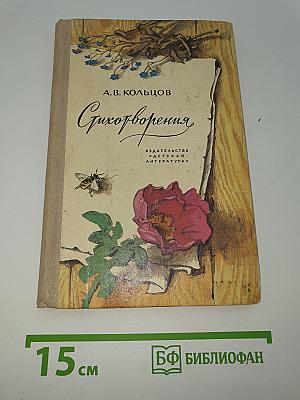 А.В. КОЛЬЦОВ
Стихотворения
ИЗДАТЕЛЬСТВО
«ДЕТСКАЯ
ЛИТЕРАТУРА»
15 см
БФ БИБЛИОФАН